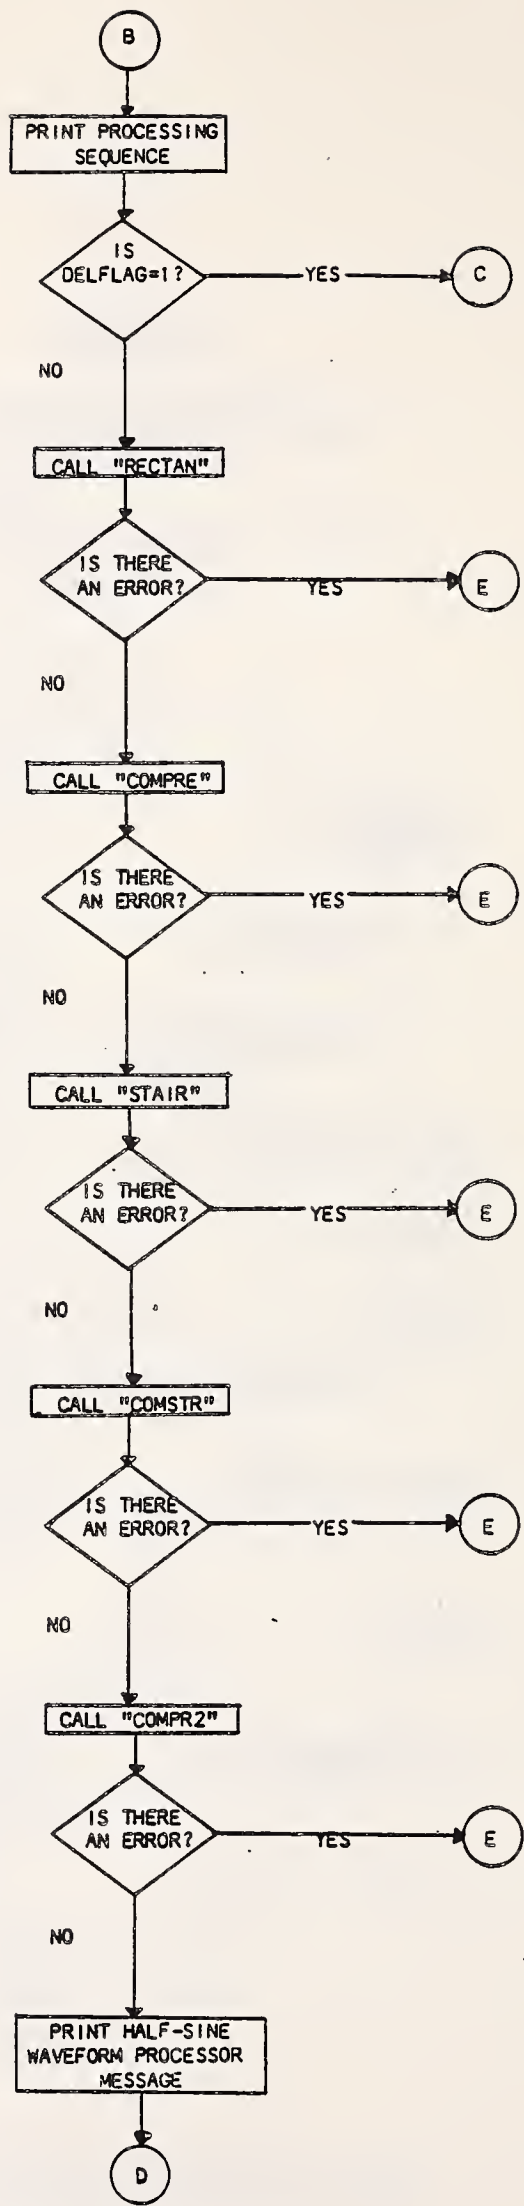 B
PRINT PROCESSING
SEQUENCE
IS
DELFLAG=1?
YES
C
NO
CALL "RECTAN"
IS THERE
AN ERROR?
YES
E
NO
CALL "COMPRE"
IS THERE
AN ERROR?
YES
E
NO
CALL "STAIR"
IS THERE
AN ERROR?
YES
E
NO
CALL "COMSTR"
IS THERE
AN ERROR?
YES
E
NO
CALL "COMPR2"
IS THERE
AN ERROR?
YES
E
NO
PRINT HALF-SINE
WAVEFORM PROCESSOR
MESSAGE
D